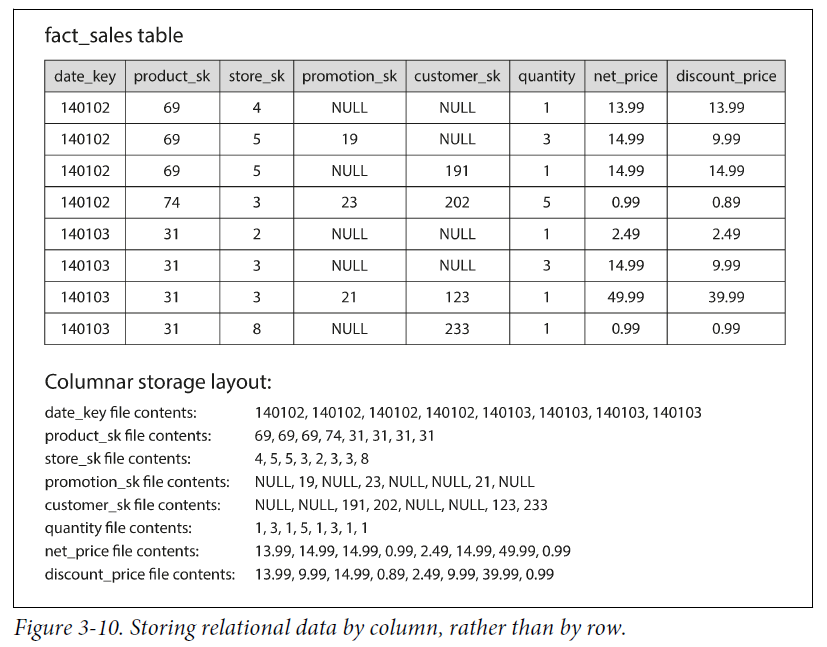 fact_sales table
date_key product_sk store_sk promotion_sk customer_sk quantity net_price discount_price
140102 69 4 NULL NULL 1 13.99 13.99
140102 69 5 19 NULL 3 14.99 9.99
140102 69 5 NULL 191 1 14.99 14.99
140102 74 3 23 202 5 0.99 0.89
140103 31 2 NULL NULL 1 2.49 2.49
140103 31 3 NULL NULL 3 14.99 9.99
140103 31 3 21 123 1 49.99 39.99
140103 31 8 NULL 233 1 0.99 0.99
Columnar storage layout:
date_key file contents: 140102, 140102, 140102, 140102, 140103, 140103, 140103, 140103
product_sk file contents: 69, 69, 69, 74, 31, 31, 31, 31
store_sk file contents: 4, 5, 5, 3, 2, 3, 3, 8
promotion_sk file contents: NULL, 19, NULL, 23, NULL, NULL, 21, NULL
customer_sk file contents: NULL, NULL, 191, 202, NULL, NULL, 123, 233
quantity file contents: 1, 3, 1, 5, 1, 3, 1, 1
net_price file contents: 13.99, 14.99, 14.99, 0.99, 2.49, 14.99, 49.99, 0.99
discount_price file contents: 13.99, 9.99, 14.99, 0.89, 2.49, 9.99, 39.99, 0.99
Figure 3-10. Storing relational data by column, rather than by row.